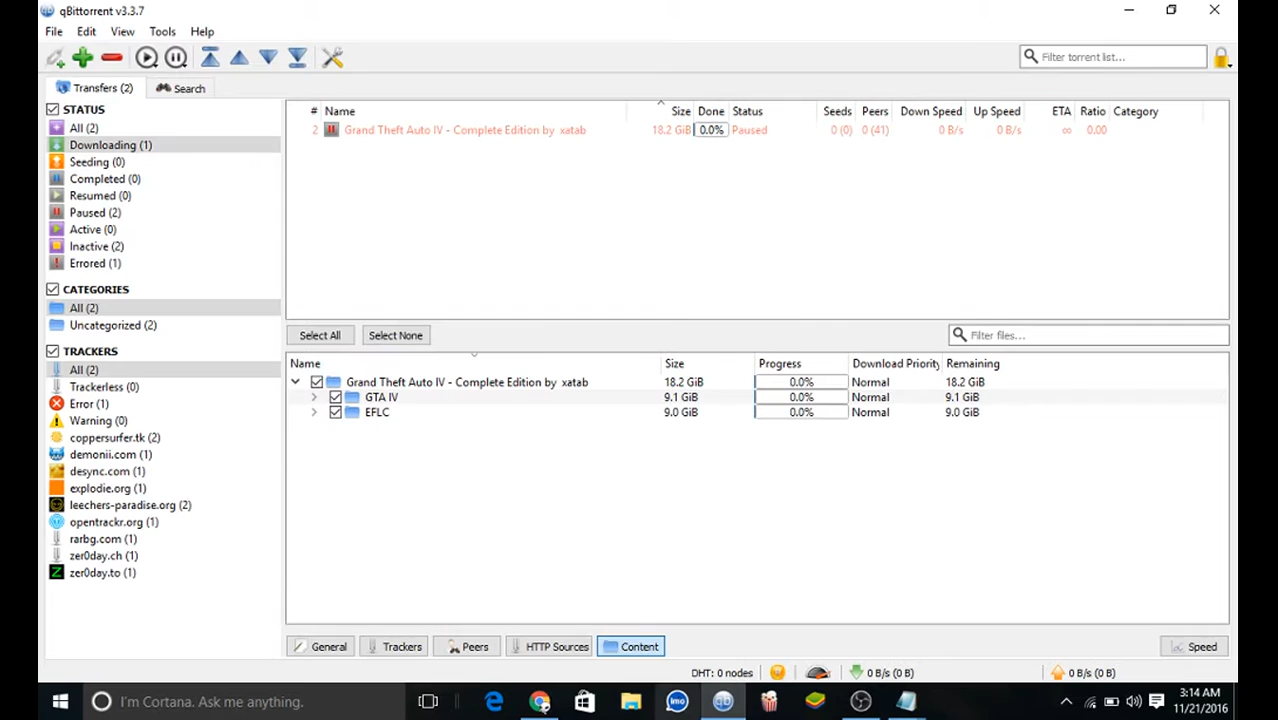 qBittorrent v3.3.7
File Edit View Tools Help
Filter torrent list...
Transfers (2) Search
STATUS
All (2)
Downloading (1)
Seeding (0)
Completed (0)
Resumed (0)
Paused (2)
Active (0)
Inactive (2)
Errored (1)
CATEGORIES
All (2)
Uncategorized (2)
TRACKERS
All (2)
Trackerless (0)
Error (1)
Warning (0)
coppersurfer.tk (2)
demonii.com (1)
desync.com (1)
explodie.org (1)
leechers-paradise.org (2)
opentrackr.org (1)
rarbg.com (1)
zer0day.ch (1)
zer0day.to (1)
# Name Size Done Status Seeds Peers Down Speed Up Speed ETA Ratio Category
2 Grand Theft Auto IV - Complete Edition by xatab 18.2 GiB 0.0% Paused 0 (0) 0 (41) 0 B/s 0 B/s ∞ 0.00
Select All Select None Filter files...
Name Size Progress Download Priority Remaining
Grand Theft Auto IV - Complete Edition by xatab 18.2 GiB 0.0% Normal 18.2 GiB
GTA IV 9.1 GiB 0.0% Normal 9.1 GiB
EFLC 9.0 GiB 0.0% Normal 9.0 GiB
General Trackers Peers HTTP Sources Content Speed
DHT: 0 nodes 0 B/s (0 B) 0 B/s (0 B)
I'm Cortana. Ask me anything.
imo
qb
3:14 AM
11/21/2016